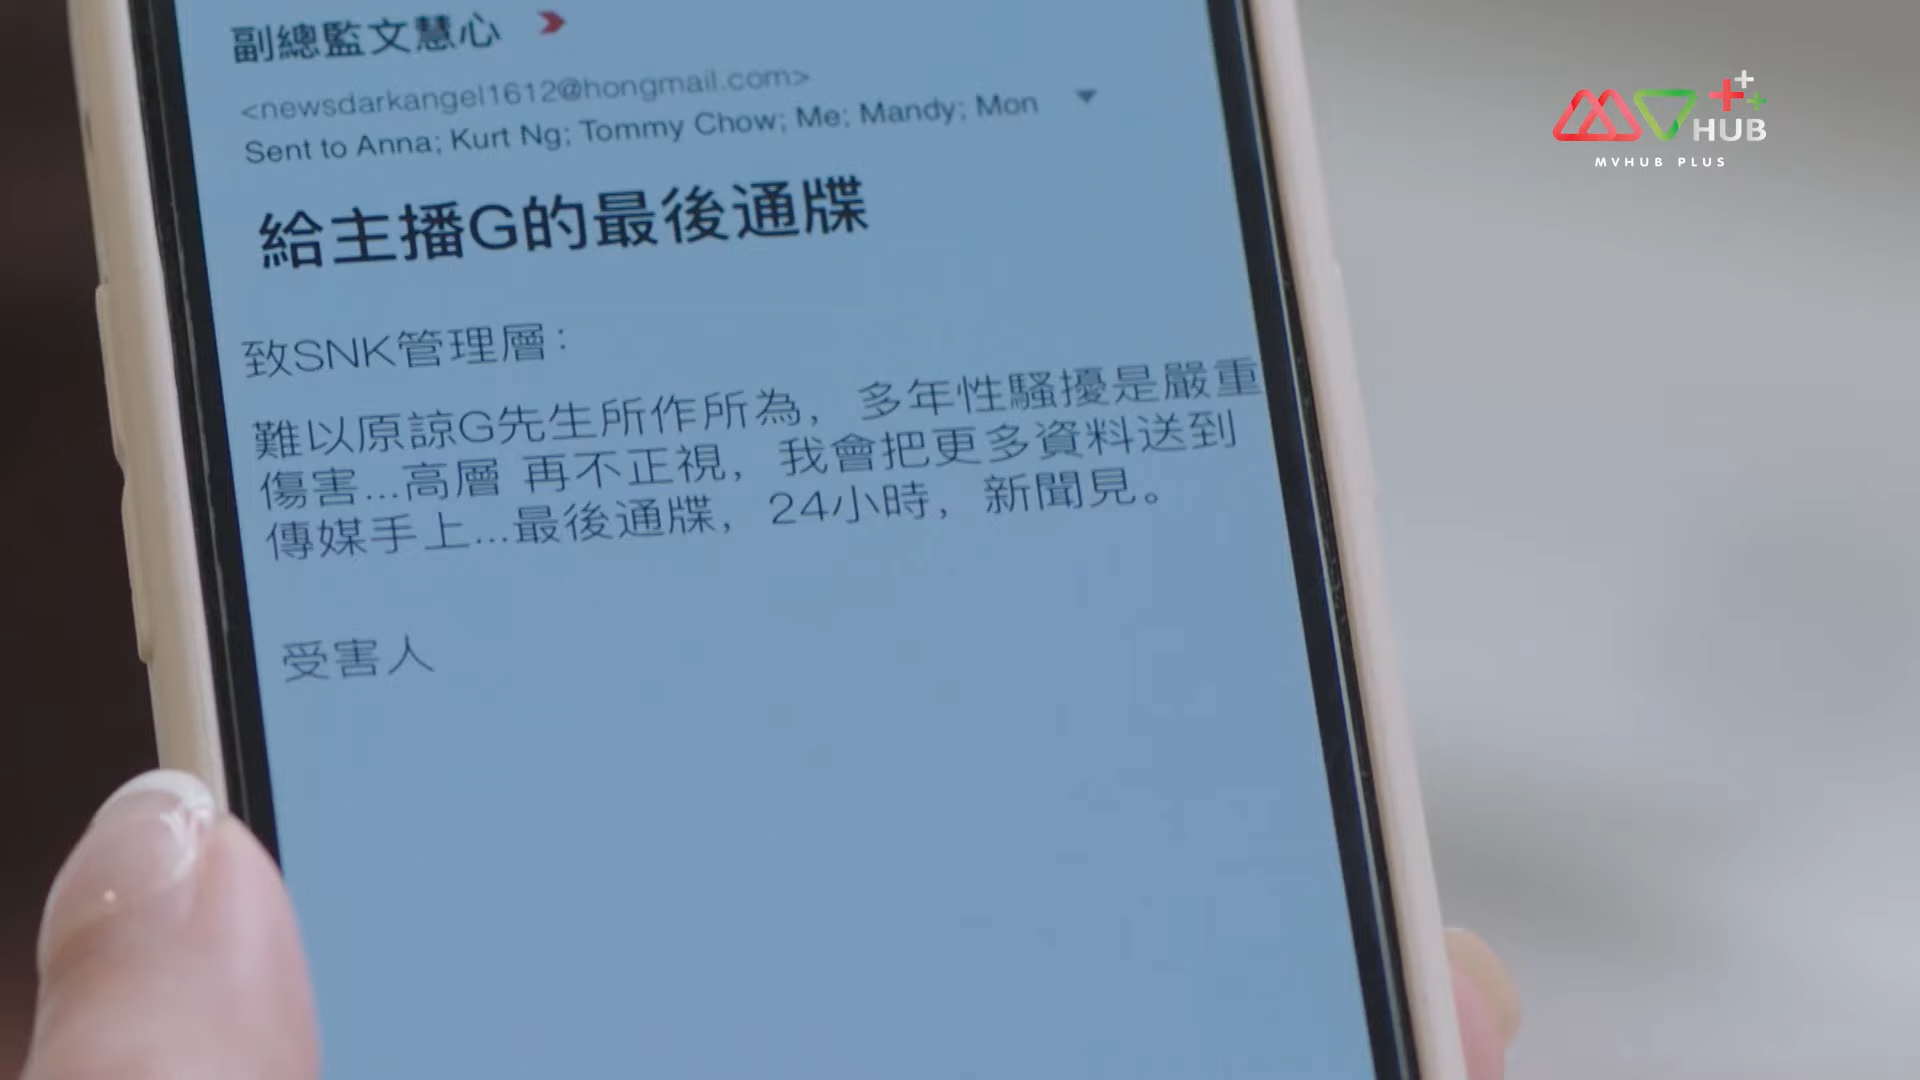 副總監文慧心
<newsdarkangel1612@hongmail.com>
Sent to Anna; Kurt Ng; Tommy Chow; Me; Mandy; Mon
給主播G的最後通牒
致SNK管理層：
難以原諒G先生所作所為，多年性騷擾是嚴重
傷害...高層 再不正視，我會把更多資料送到
傳媒手上...最後通牒，24小時，新聞見。
受害人
MV HUB
MVHUB PLUS